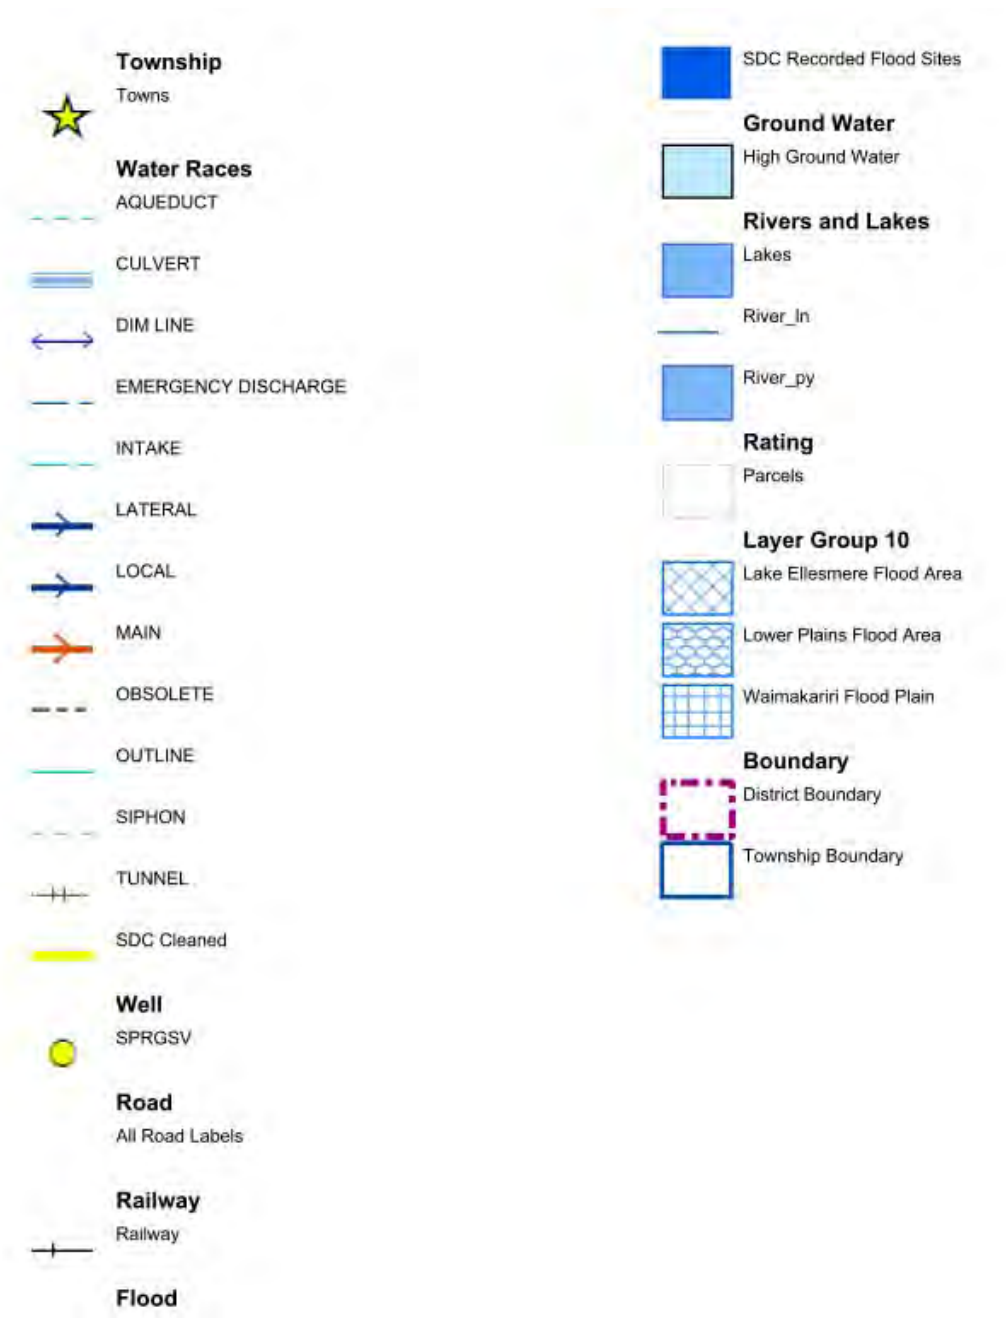 Township
Towns
Water Races
AQUEDUCT
CULVERT
DIM LINE
EMERGENCY DISCHARGE
INTAKE
LATERAL
LOCAL
MAIN
OBSOLETE
OUTLINE
SIPHON
TUNNEL
SDC Cleaned
Well
SPRGSV
Road
All Road Labels
Railway
Railway
Flood
SDC Recorded Flood Sites
Ground Water
High Ground Water
Rivers and Lakes
Lakes
River_ln
River_py
Rating
Parcels
Layer Group 10
Lake Ellesmere Flood Area
Lower Plains Flood Area
Waimakariri Flood Plain
Boundary
District Boundary
Township Boundary